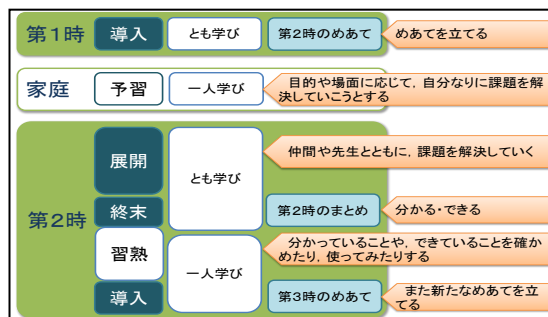 第1時
導入
とも学び
第2時のめあて
めあてを立てる
家庭
予習
一人学び
目的や場面に応じて，自分なりに課題を解
決していこうとする
第2時
展開
とも学び
仲間や先生とともに，課題を解決していく
終末
第2時のまとめ
分かる・できる
習熟
一人学び
分かっていることや，できていることを確か
めたり，使ってみたりする
導入
第3時のめあて
また新たなめあてを立
てる